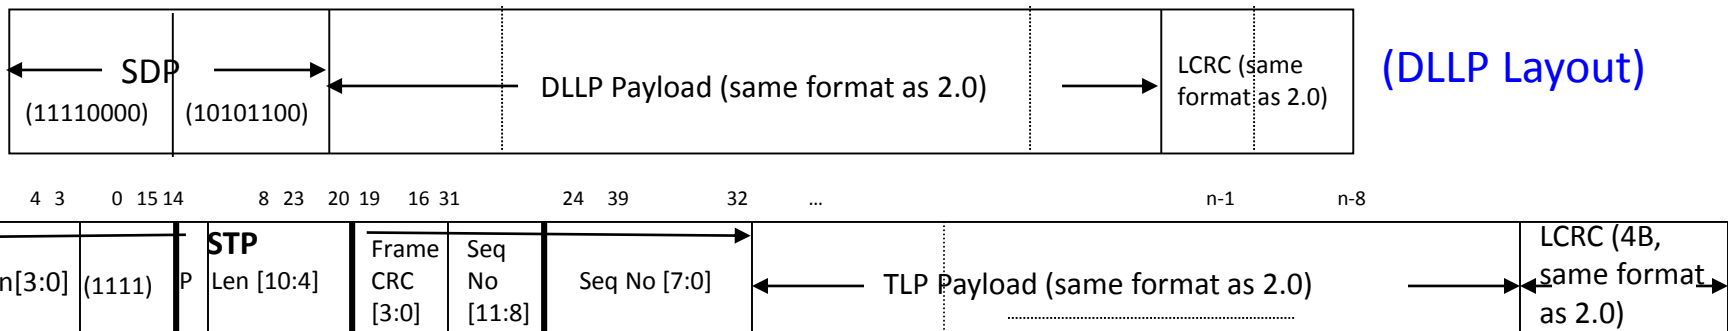 SDP
(11110000) (10101100)
DLLP Payload (same format as 2.0)
LCRC (same
format as 2.0)
(DLLP Layout)
4 3 0 15 14 8 23 20 19 16 31 24 39 32 ... n-1 n-8
STP
n[3:0] (1111) P Len [10:4]
Frame
CRC
[3:0]
Seq
No
[11:8]
Seq No [7:0]
TLP Payload (same format as 2.0)
LCRC (4B,
same format
as 2.0)